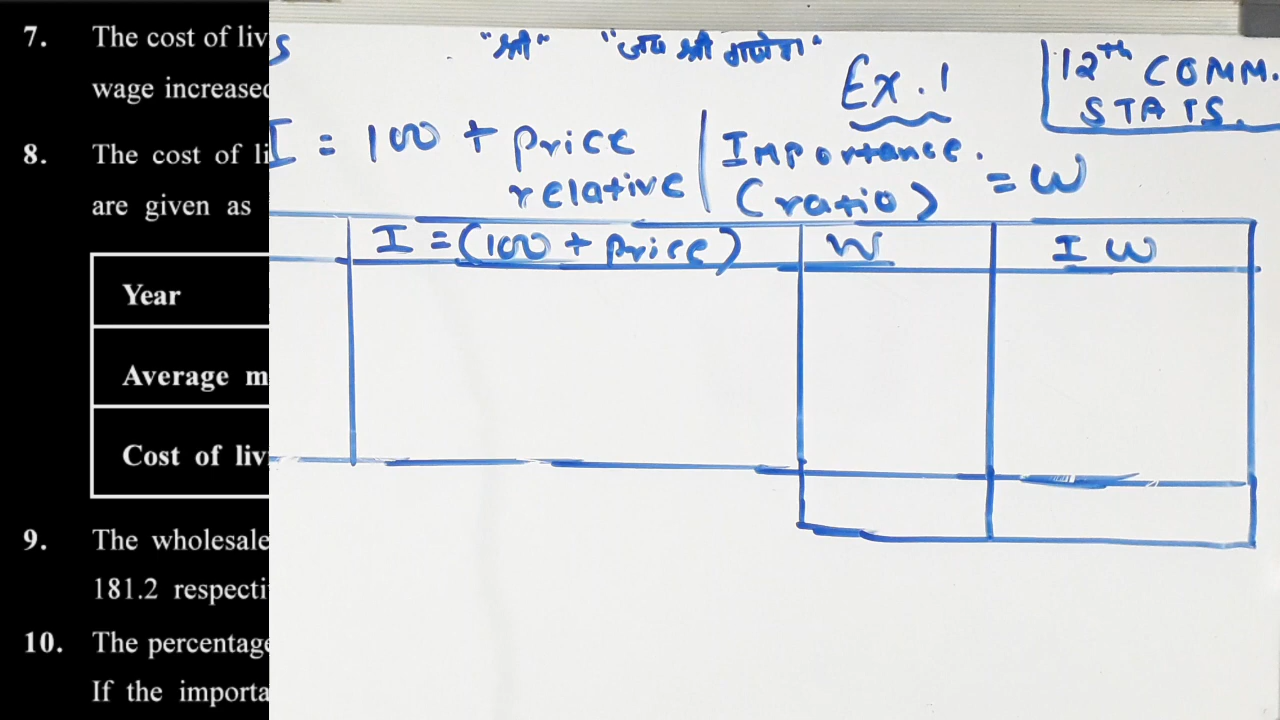 7. The cost of liv
wage increased
8. The cost of li
are given as
Year
Average m
Cost of liv
9. The wholesale
181.2 respecti
10. The percentage
If the importa
s
"श्री" "जय श्री गणेश"
Ex. 1
12th COMM.
STATS.
I = 100 + price
relative
Importance.
(ratio) = W
I = (100 + price)
W
I W